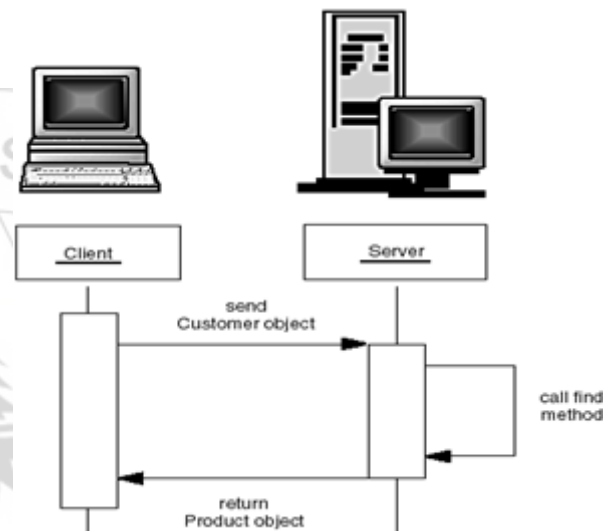 Client
Server
send
Customer object
call find
method
return
Product object